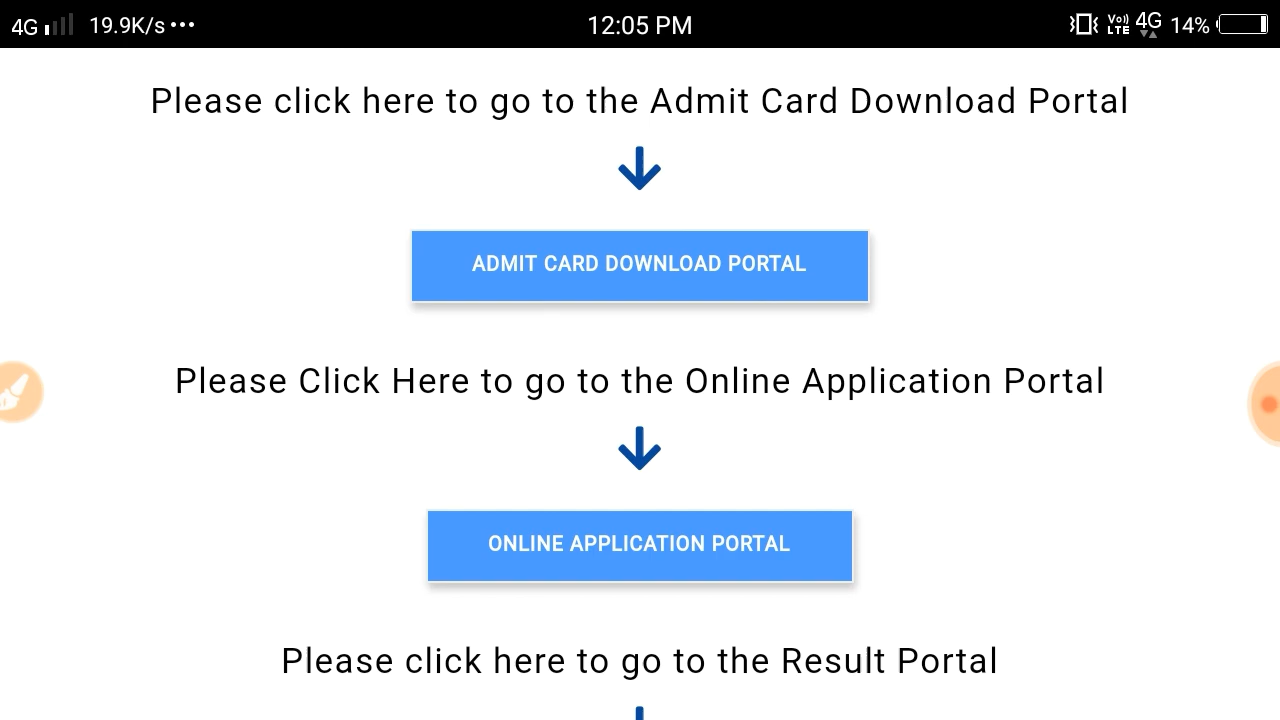 4G 19.9K/s ••• 12:05 PM Vo)) LTE 4G 14%
Please click here to go to the Admit Card Download Portal
ADMIT CARD DOWNLOAD PORTAL
Please Click Here to go to the Online Application Portal
ONLINE APPLICATION PORTAL
Please click here to go to the Result Portal